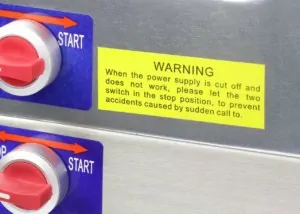 START
WARNING
When the power supply is cut off and
does not work, please let the two
switch in the stop position, to prevent
accidents caused by sudden call to.
OP START